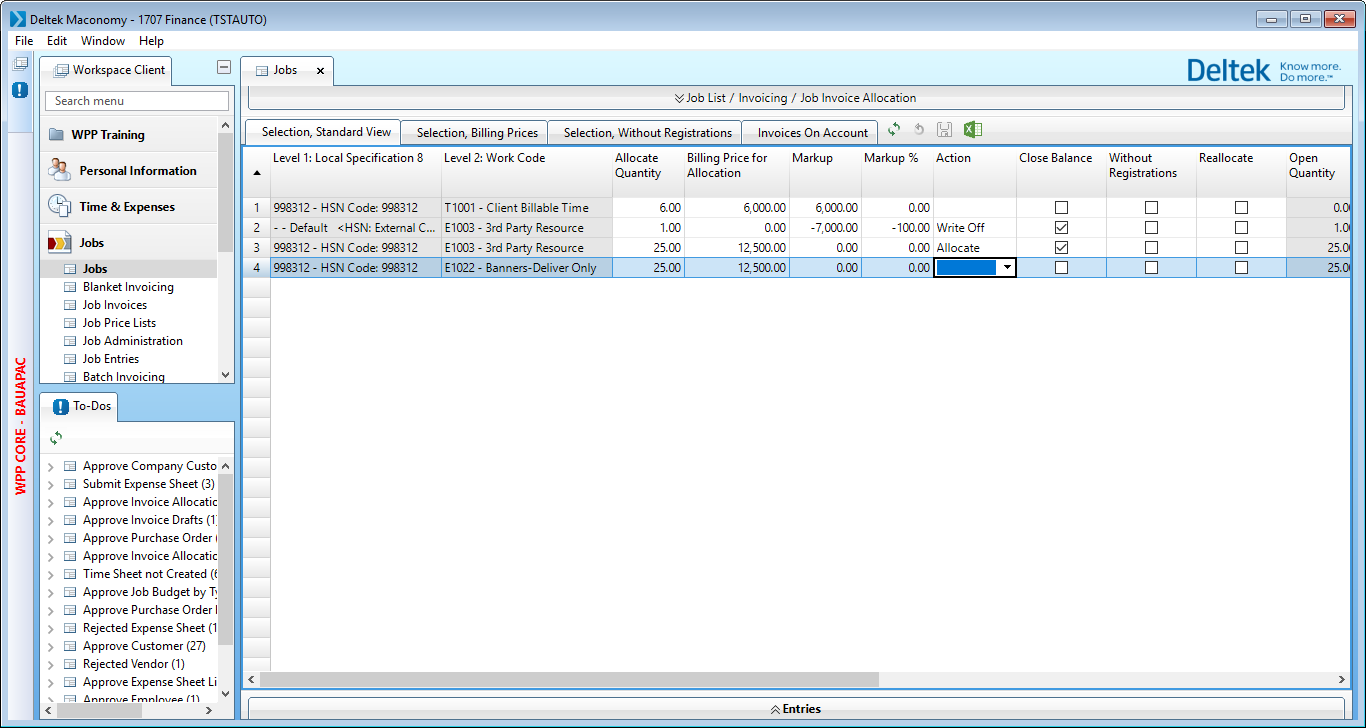 Deltek Maconomy - 1707 Finance (TSTAUTO)
File Edit Window Help
Workspace Client
Search menu
WPP Training
Personal Information
Time & Expenses
Jobs
Jobs
Blanket Invoicing
Job Invoices
Job Price Lists
Job Administration
Job Entries
Batch Invoicing
WPP CORE - BAUAPAC
To-Dos
Approve Company Custo
Submit Expense Sheet (3)
Approve Invoice Allocatic
Approve Invoice Drafts (1
Approve Purchase Order (
Approve Invoice Allocatic
Time Sheet not Created (6
Approve Job Budget by Ty
Approve Purchase Order
Rejected Expense Sheet (1
Approve Customer (27)
Rejected Vendor (1)
Approve Expense Sheet Li
Approve Employee (1)
Jobs
Deltek Know more. Do more.™
Job List / Invoicing / Job Invoice Allocation
Selection, Standard View Selection, Billing Prices Selection, Without Registrations Invoices On Account
Level 1: Local Specification 8 Level 2: Work Code Allocate Quantity Billing Price for Allocation Markup Markup % Action Close Balance Without Registrations Reallocate Open Quantity
1 998312 - HSN Code: 998312 T1001 - Client Billable Time 6.00 6,000.00 6,000.00 0.00 0.00
2 - - Default <HSN: External C... E1003 - 3rd Party Resource 1.00 0.00 -7,000.00 -100.00 Write Off 1.00
3 998312 - HSN Code: 998312 E1003 - 3rd Party Resource 25.00 12,500.00 0.00 0.00 Allocate 25.00
4 998312 - HSN Code: 998312 E1022 - Banners-Deliver Only 25.00 12,500.00 0.00 0.00 25.00
Entries